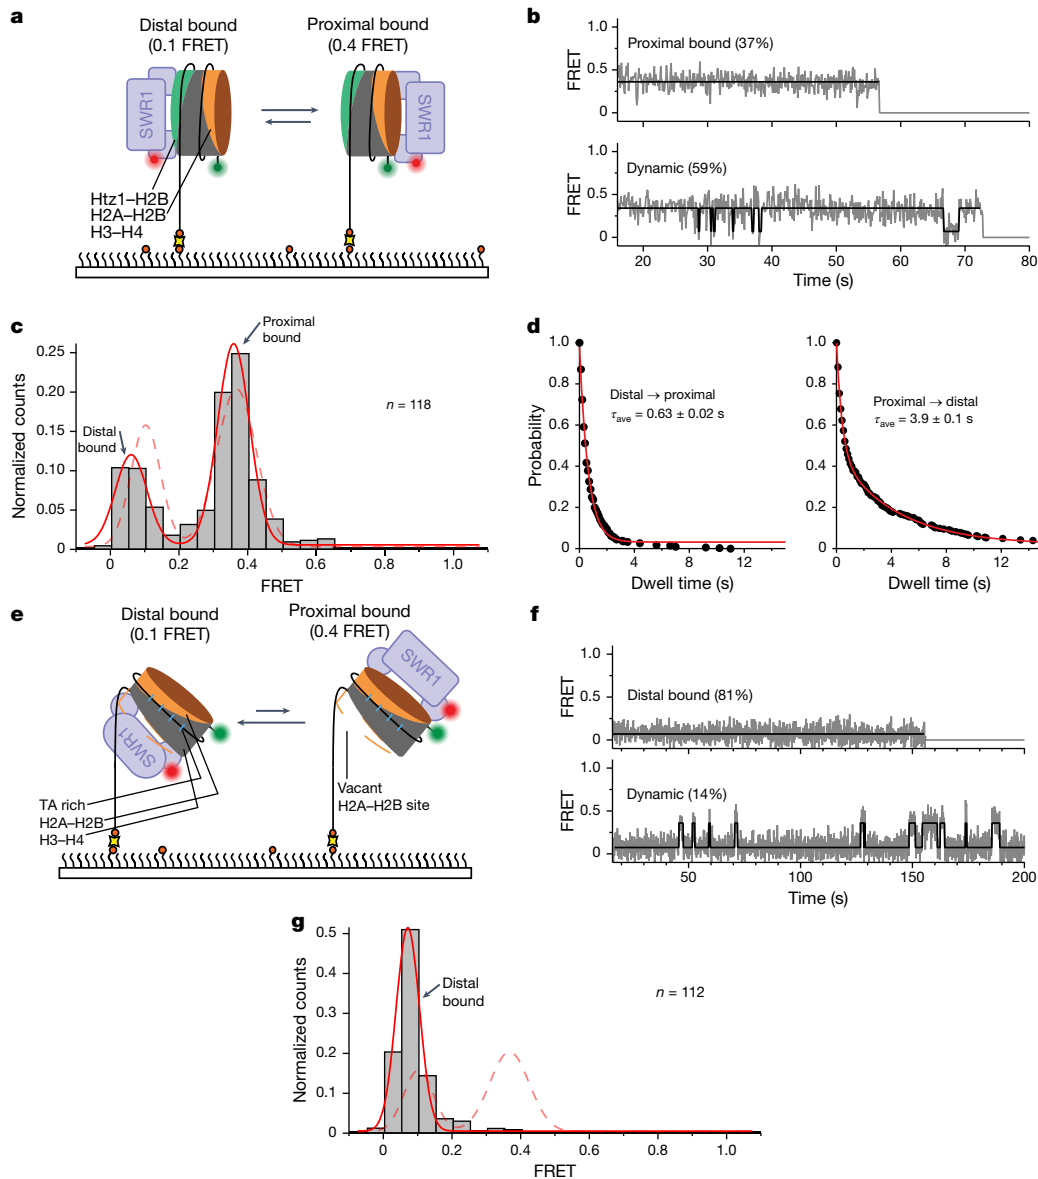 a
Distal bound
(0.1 FRET)
Proximal bound
(0.4 FRET)
SWR1
SWR1
Htz1–H2B
H2A–H2B
H3–H4
b
FRET
1.0
0.5
0
Proximal bound (37%)
FRET
1.0
0.5
0
Dynamic (59%)
20 30 40 50 60 70 80
Time (s)
c
Normalized counts
0.25
0.20
0.15
0.10
0.05
0
Proximal
bound
Distal
bound
n = 118
0 0.2 0.4 0.6 0.8 1.0
FRET
d
Probability
1.0
0.8
0.6
0.4
0.2
0
Distal → proximal
τave = 0.63 ± 0.02 s
0 4 8 12
Dwell time (s)
1.0
0.8
0.6
0.4
0.2
0
Proximal → distal
τave = 3.9 ± 0.1 s
0 4 8 12
Dwell time (s)
e
Distal bound
(0.1 FRET)
Proximal bound
(0.4 FRET)
SWR1
SWR1
TA rich
H2A–H2B
H3–H4
Vacant
H2A–H2B site
f
FRET
1.0
0.5
0
Distal bound (81%)
FRET
1.0
0.5
0
Dynamic (14%)
50 100 150 200
Time (s)
g
Normalized counts
0.5
0.4
0.3
0.2
0.1
0
Distal
bound
n = 112
0 0.2 0.4 0.6 0.8 1.0
FRET